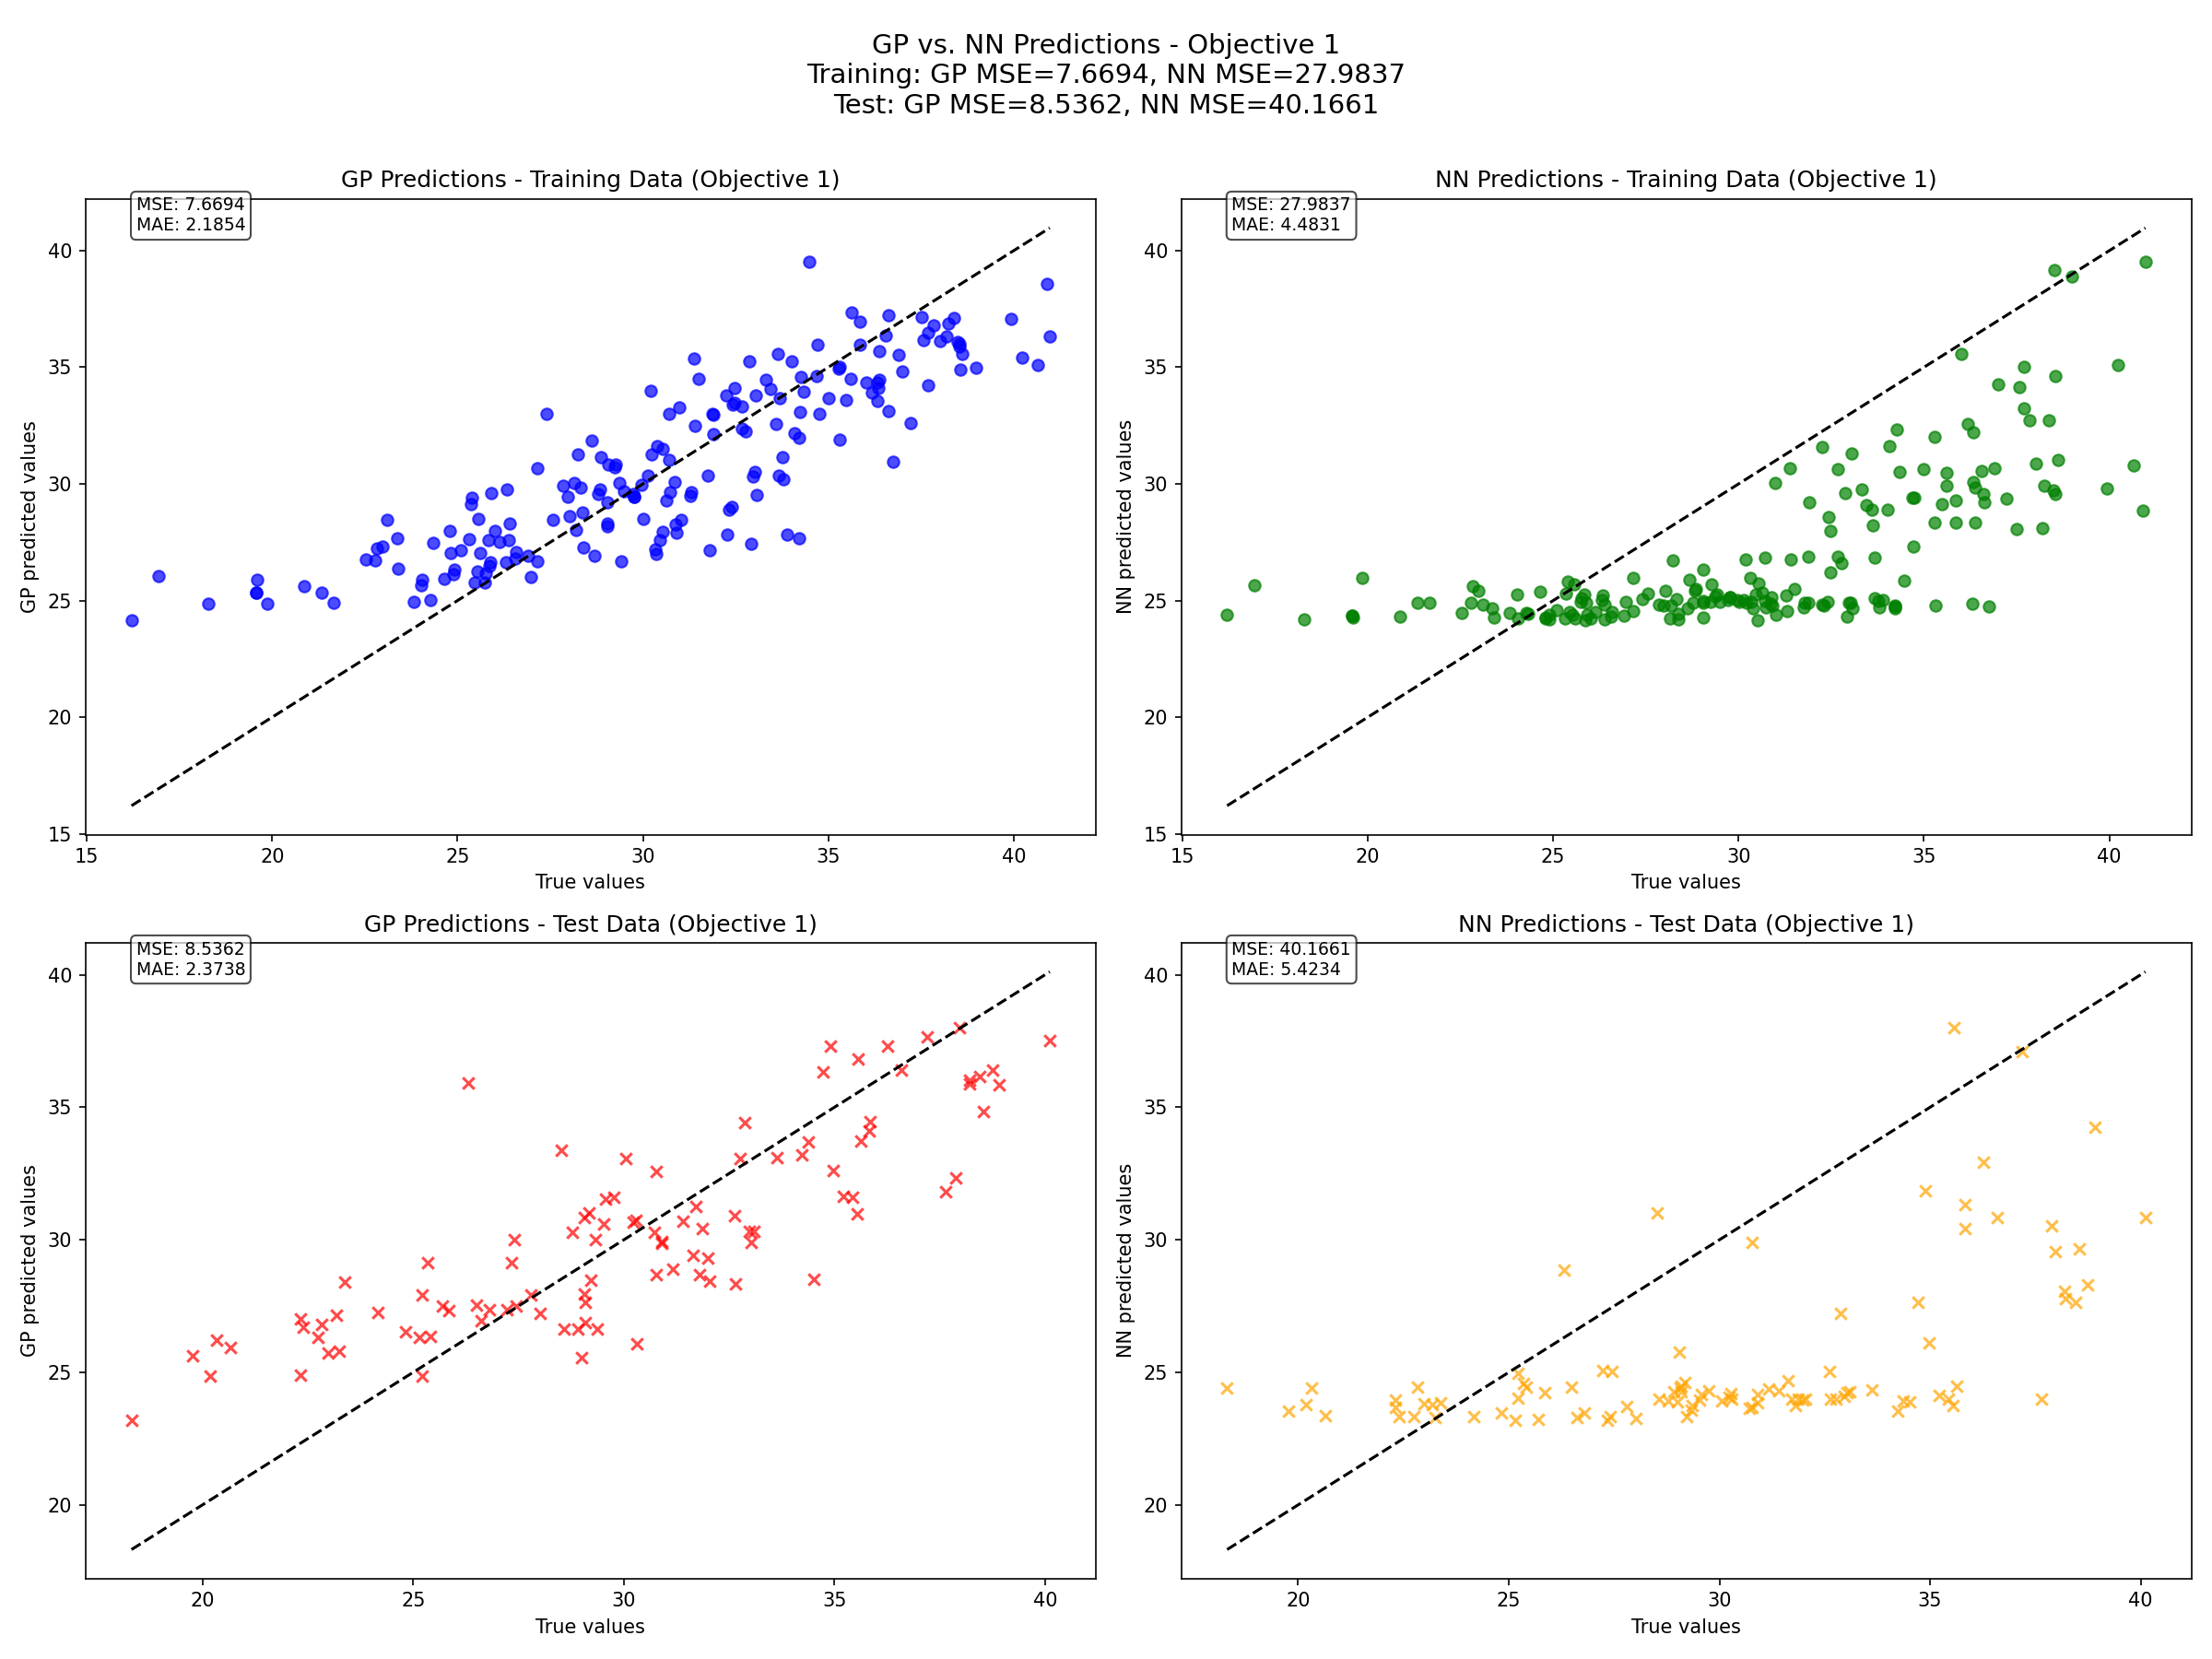 GP vs. NN Predictions - Objective 1
Training: GP MSE=7.6694, NN MSE=27.9837
Test: GP MSE=8.5362, NN MSE=40.1661
GP Predictions - Training Data (Objective 1)
MSE: 7.6694
MAE: 2.1854
40
35
30
25
20
15
GP predicted values
15 20 25 30 35 40
True values
NN Predictions - Training Data (Objective 1)
MSE: 27.9837
MAE: 4.4831
40
35
30
25
20
15
NN predicted values
15 20 25 30 35 40
True values
GP Predictions - Test Data (Objective 1)
MSE: 8.5362
MAE: 2.3738
40
35
30
25
20
GP predicted values
20 25 30 35 40
True values
NN Predictions - Test Data (Objective 1)
MSE: 40.1661
MAE: 5.4234
40
35
30
25
20
NN predicted values
20 25 30 35 40
True values